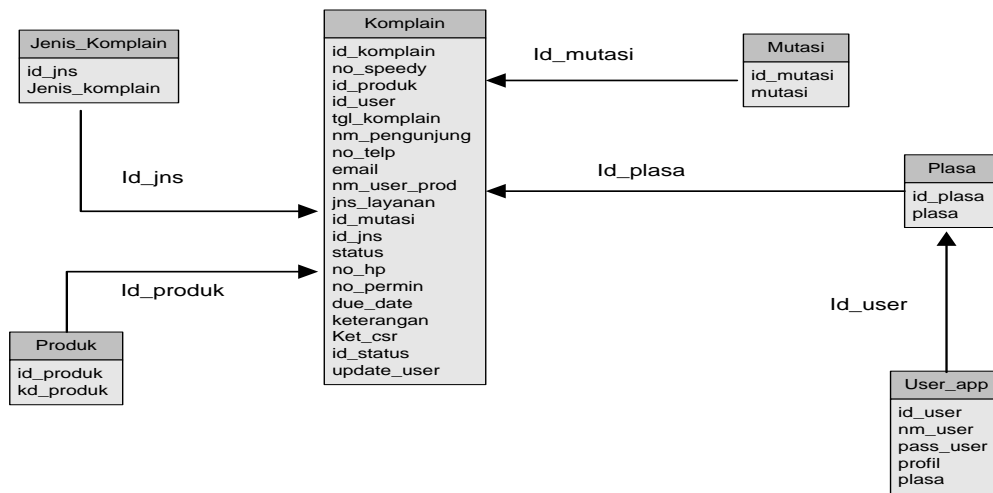 Jenis_Komplain
id_jns
Jenis_komplain
Id_jns
Komplain
id_komplain
no_speedy
id_produk
id_user
tgl_komplain
nm_pengunjung
no_telp
email
nm_user_prod
jns_layanan
id_mutasi
id_jns
status
no_hp
no_permin
due_date
keterangan
Ket_csr
id_status
update_user
Id_mutasi
Mutasi
id_mutasi
mutasi
Id_plasa
Plasa
id_plasa
plasa
Id_produk
Produk
id_produk
kd_produk
Id_user
User_app
id_user
nm_user
pass_user
profil
plasa